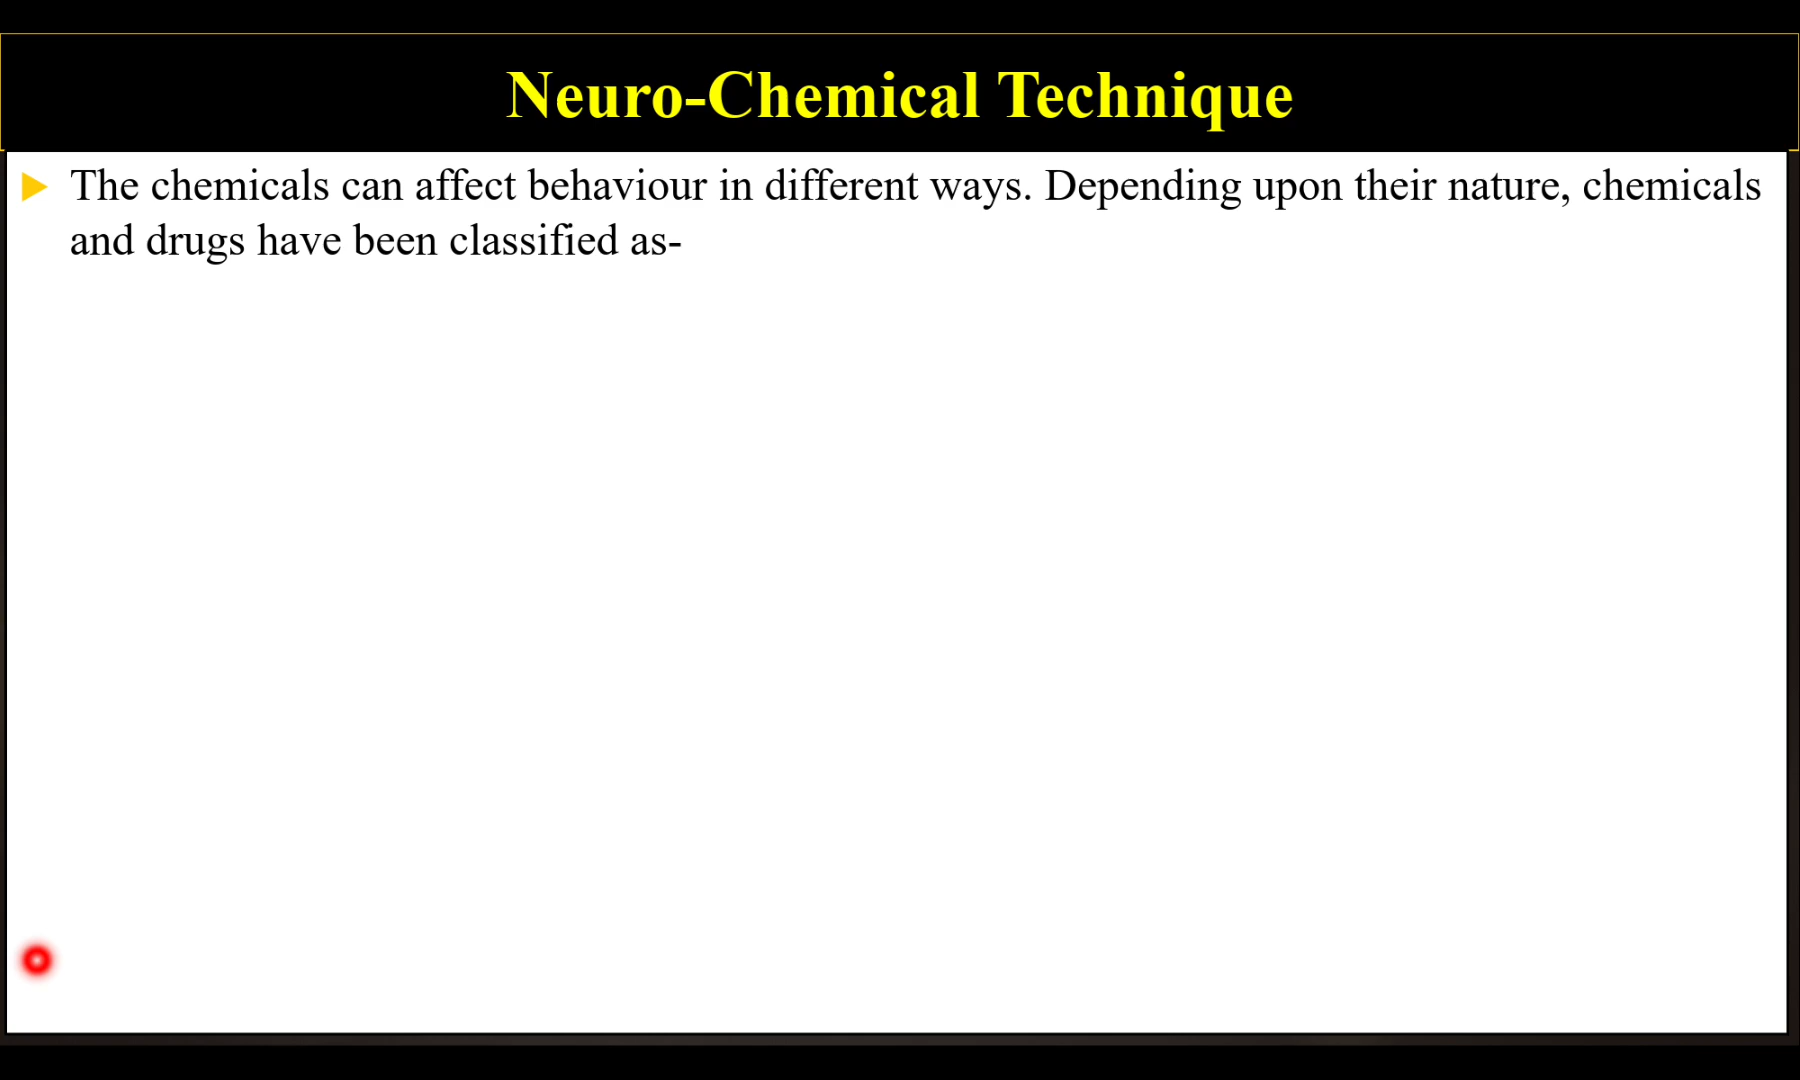 Neuro-Chemical Technique
The chemicals can affect behaviour in different ways. Depending upon their nature, chemicals
and drugs have been classified as-